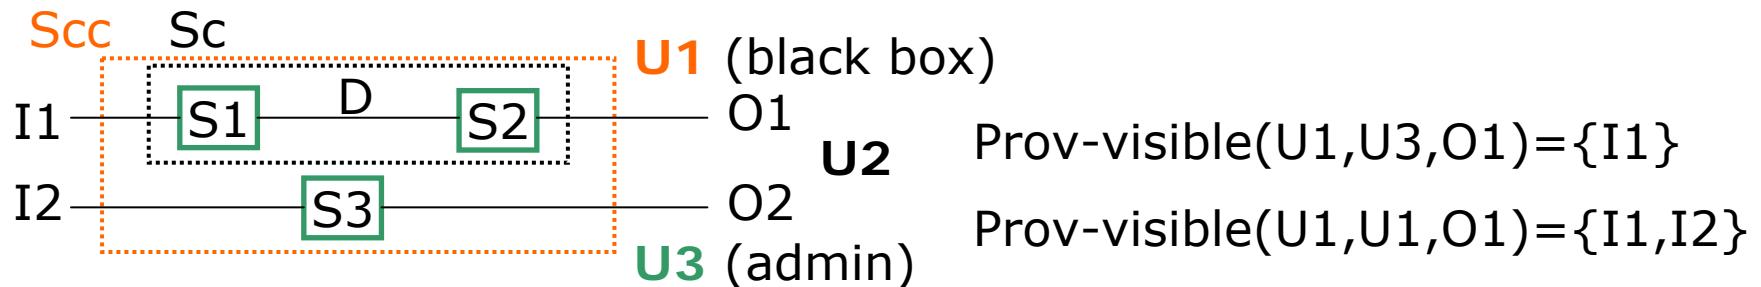 Scc Sc
U1 (black box)
I1 S1 D S2 O1
U2
Prov-visible(U1,U3,O1)={I1}
I2 S3 O2
Prov-visible(U1,U1,O1)={I1,I2}
U3 (admin)